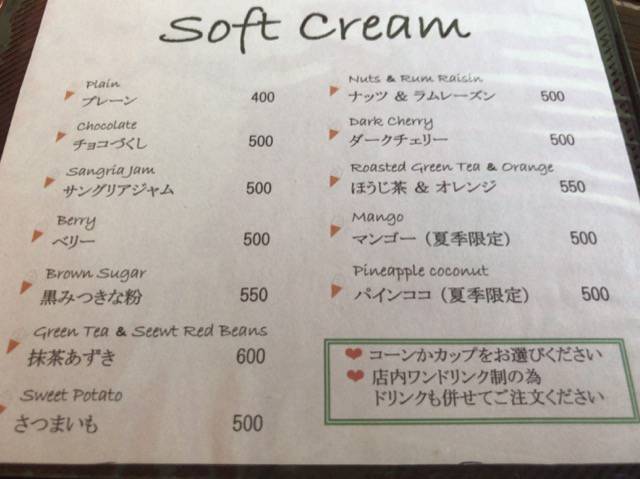 Soft Cream
Plain
プレーン 400
Chocolate
チョコづくし 500
Sangria Jam
サングリアジャム 500
Berry
ベリー 500
Brown Sugar
黒みつきな粉 550
Green Tea & Seewt Red Beans
抹茶あずき 600
Sweet Potato
さつまいも 500
Nuts & Rum Raisin
ナッツ & ラムレーズン 500
Dark Cherry
ダークチェリー 500
Roasted Green Tea & Orange
ほうじ茶 & オレンジ 550
Mango
マンゴー（夏季限定） 500
Pineapple coconut
パインココ（夏季限定） 500
❤ コーンかカップをお選びください
❤ 店内ワンドリンク制の為
ドリンクも併せてご注文ください